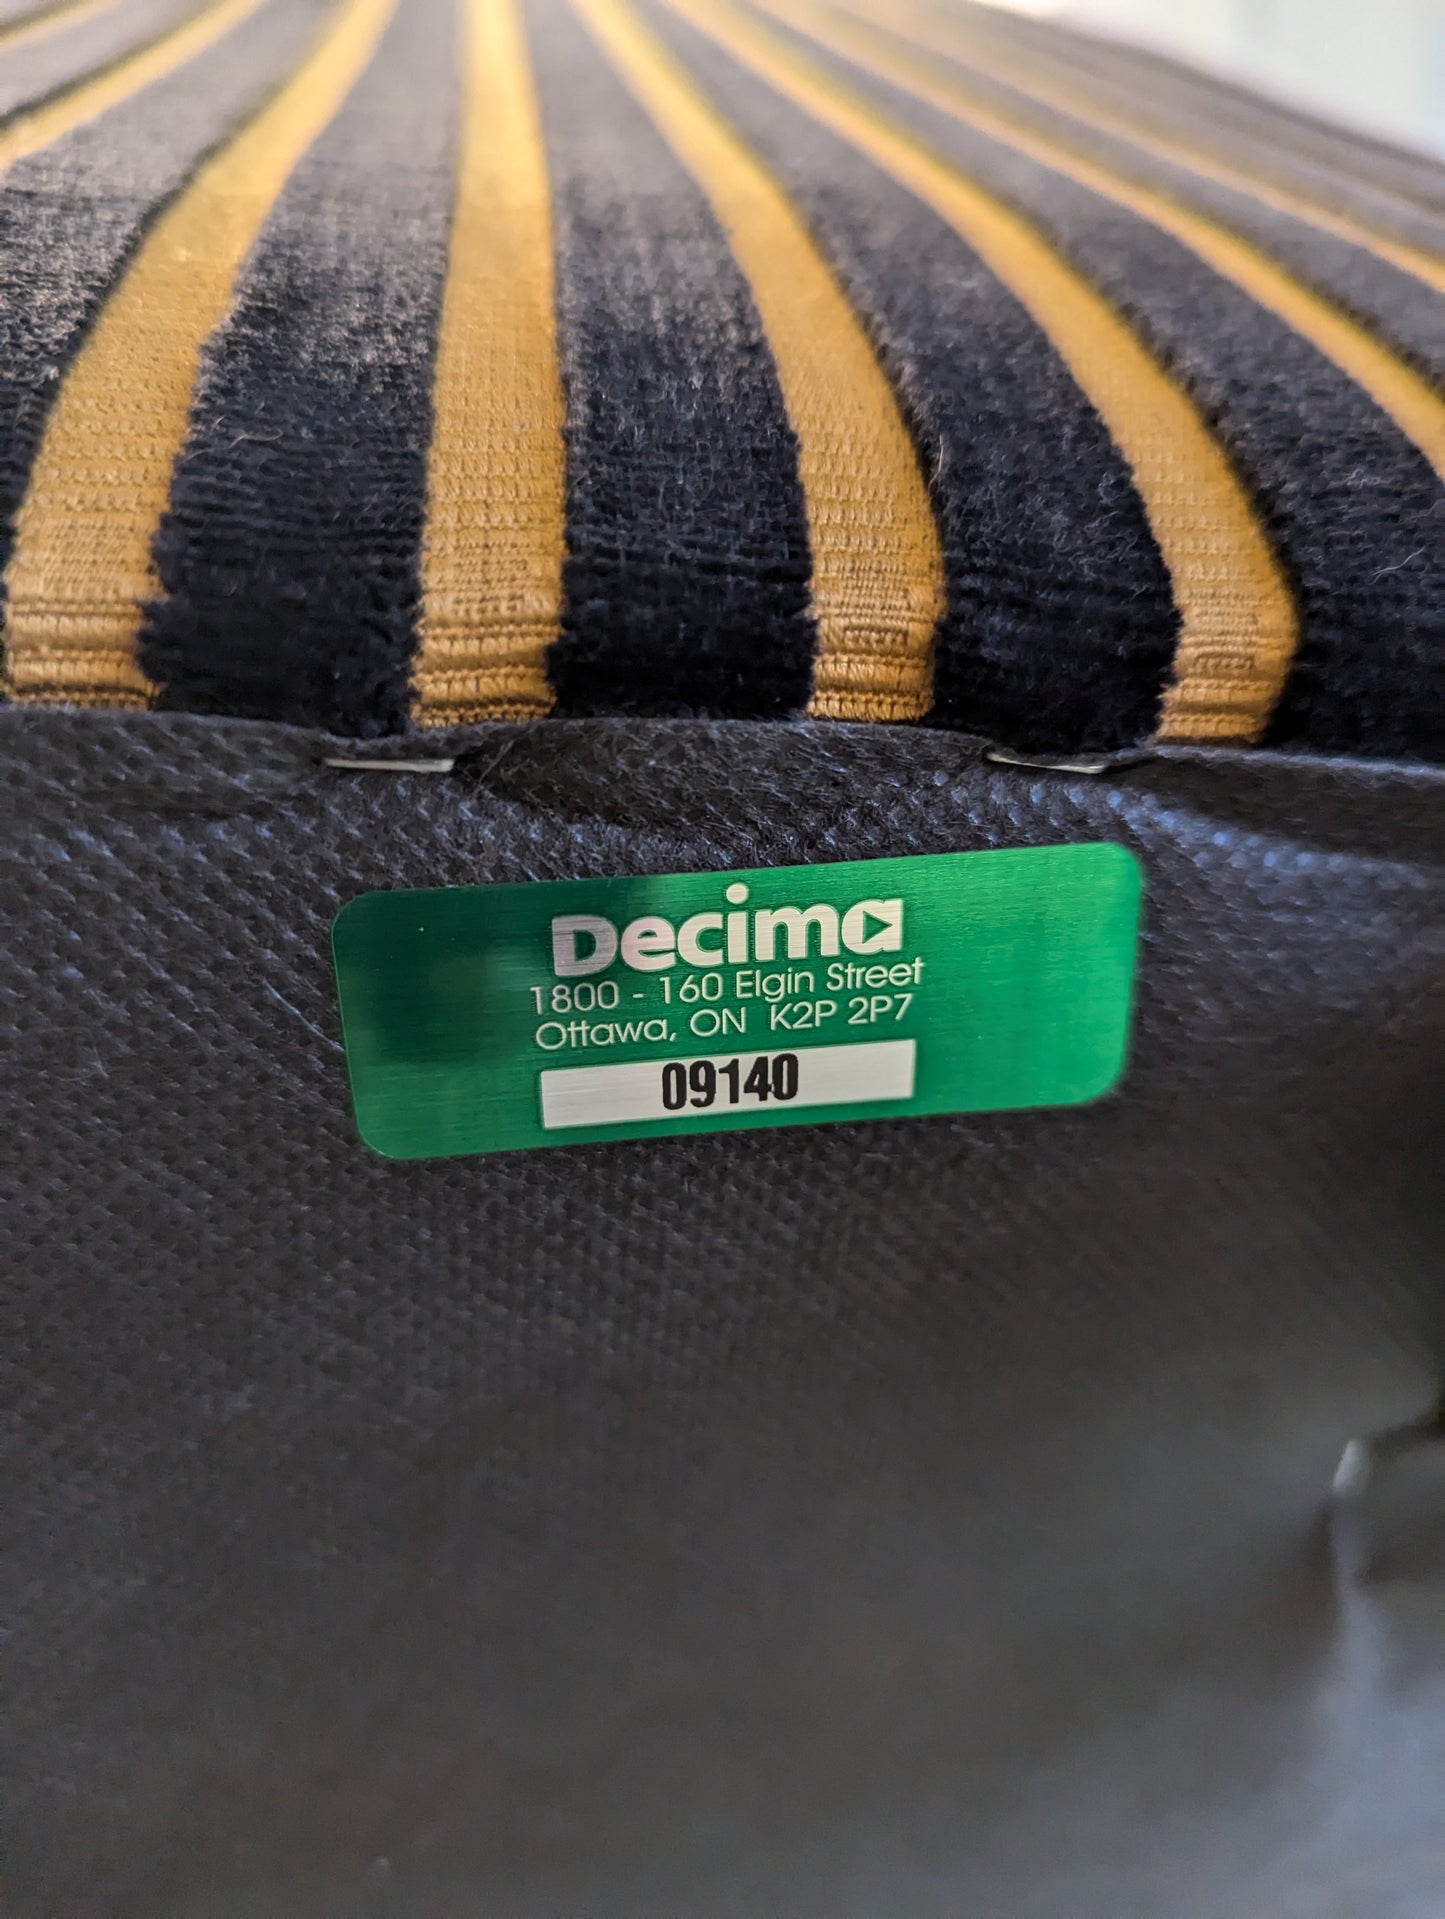 Decima
1800 - 160 Elgin Street
Ottawa, ON K2P 2P7
09140